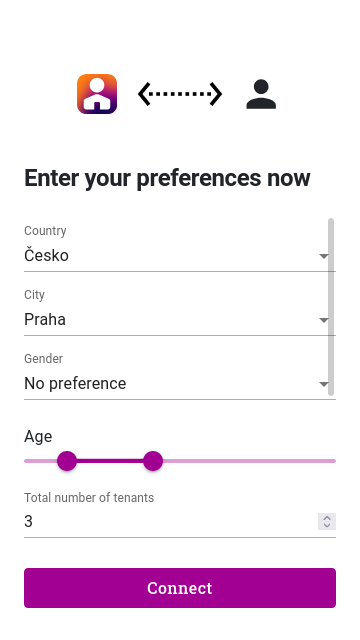 Enter your preferences now
Country
Česko
City
Praha
Gender
No preference
Age
Total number of tenants
3
Connect